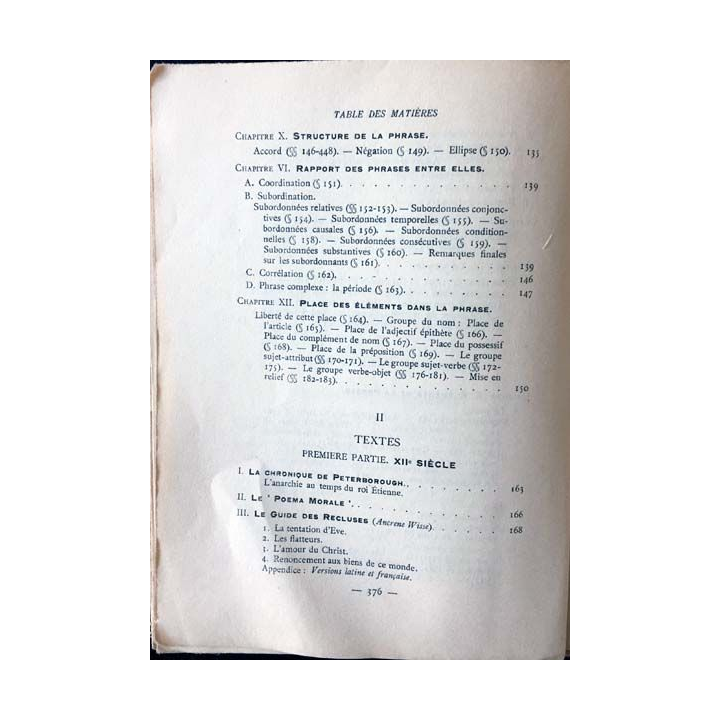 TABLE DES MATIÈRES
CHAPITRE X. STRUCTURE DE LA PHRASE.
Accord (§§ 146-448). — Négation (§ 149). — Ellipse (§ 150). 135
CHAPITRE VI. RAPPORT DES PHRASES ENTRE ELLES.
A. Coordination (§ 151). . . . . . . . . . . . . 139
B. Subordination.
Subordonnées relatives (§§ 152-153). — Subordonnées conjonc-
tives (§ 154). — Subordonnées temporelles (§ 155). — Su-
bordonnées causales (§ 156). — Subordonnées condition-
nelles (§ 158). — Subordonnées consécutives (§ 159). —
Subordonnées substantives (§ 160). — Remarques finales
sur les subordonnants (§ 161). . . . . . . . . . 139
C. Corrélation (§ 162). . . . . . . . . . . . . 146
D. Phrase complexe : la période (§ 163). . . . . . . . 147
CHAPITRE XII. PLACE DES ÉLÉMENTS DANS LA PHRASE.
Liberté de cette place (§ 164). — Groupe du nom : Place de
l'article (§ 165). — Place de l'adjectif épithète (§ 166). —
Place du complément de nom (§ 167). — Place du possessif
(§ 168). — Place de la préposition (§ 169). — Le groupe
sujet-attribut (§§ 170-171). — Le groupe sujet-verbe (§§ 172-
175). — Le groupe verbe-objet (§§ 176-181). — Mise en
relief (§§ 182-183). . . . . . . . . . . . . 150
II
TEXTES
PREMIERE PARTIE. XIIe SIÈCLE
I. LA CHRONIQUE DE PETERBOROUGH. . . . . . . . 163
L'anarchie au temps du roi Étienne.
II. LE ' POEMA MORALE '. . . . . . . . . . . 166
III. LE GUIDE DES RECLUSES (Ancrene Wisse). . . . . . 168
1. La tentation d'Eve.
2. Les flatteurs.
3. L'amour du Christ.
4. Renoncement aux biens de ce monde.
Appendice : Versions latine et française.
— 376 —